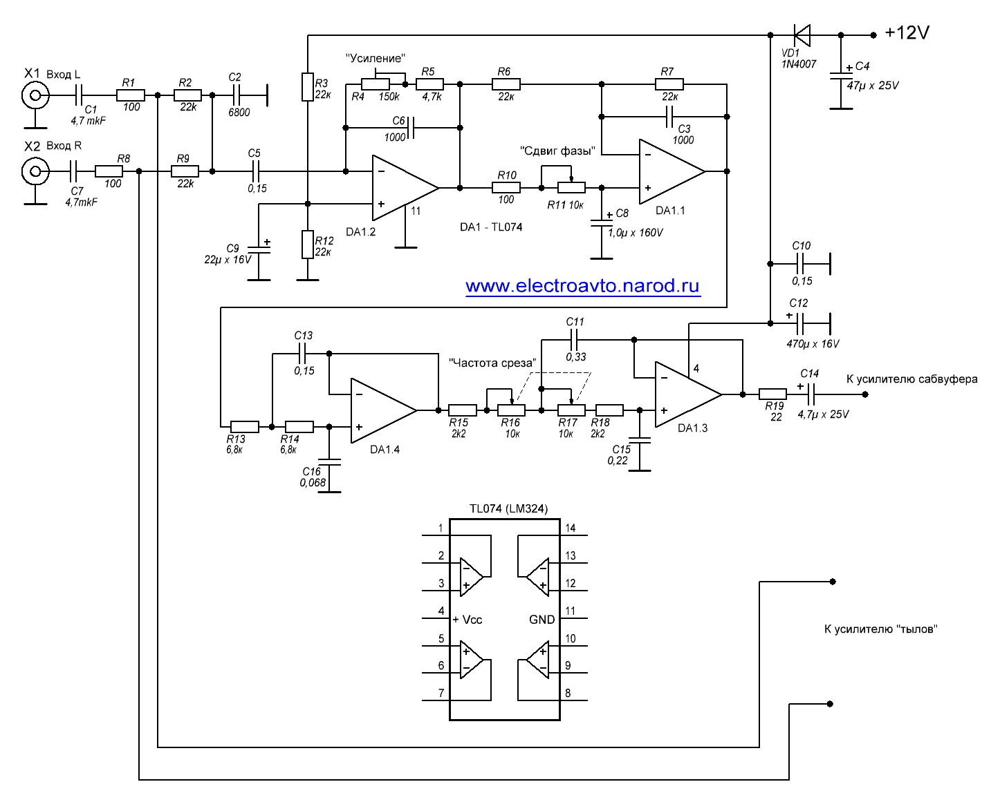 +12V
VD1
1N4007
C4
47µ x 25V
"Усиление"
X1 Вход L
R1
100
R2
22k
C2
6800
C1
4,7 mkF
R3
22к
R4
150k
R5
4,7k
R6
22к
R7
22к
C6
1000
C3
1000
X2 Вход R
R8
100
R9
22k
C5
0,15
C7
4,7mkF
"Сдвиг фазы"
R10
100
R11 10к
11
DA1.2
DA1 - TL074
DA1.1
C8
1,0µ x 160V
C9
22µ x 16V
R12
22к
C10
0,15
www.electroavto.narod.ru
C12
470µ x 16V
C13
0,15
C11
0,33
"Частота среза"
4
C14
4,7µ x 25V
К усилителю сабвуфера
R13
6,8к
R14
6,8к
R15
2k2
R16
10к
R17
10к
R18
2k2
R19
22
DA1.3
DA1.4
C15
0,22
C16
0,068
TL074 (LM324)
1
14
2
13
3
12
4
+ Vcc
GND
11
5
10
6
9
7
8
К усилителю "тылов"